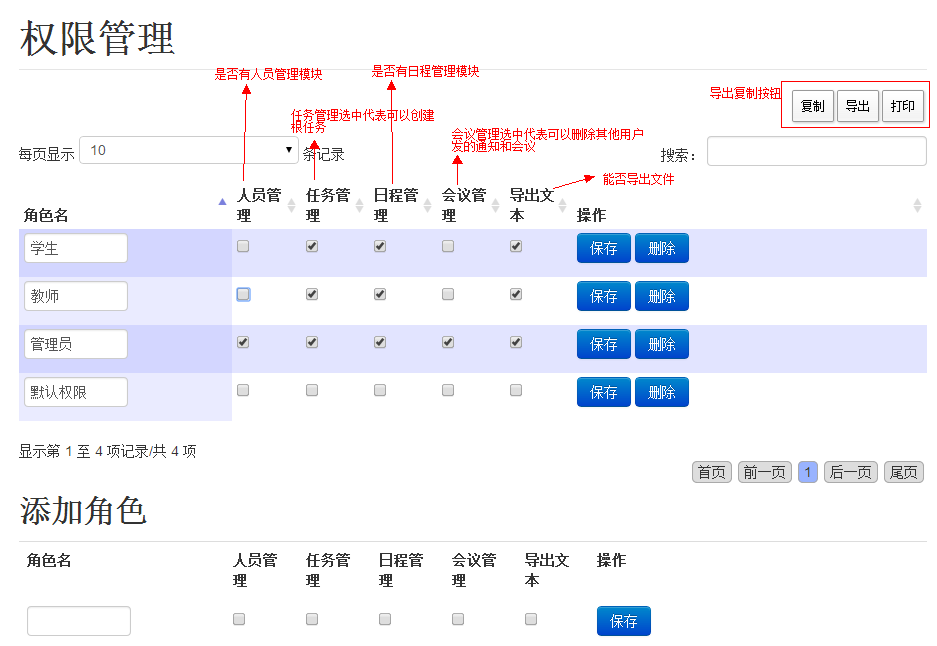 权限管理
是否有人员管理模块
是否有日程管理模块
导出复制按钮
复制 导出 打印
任务管理选中代表可以创建
根任务
会议管理选中代表可以删除其他用户
发的通知和会议
每页显示 10 条记录
搜索：
能否导出文件
角色名 人员管理 任务管理 日程管理 会议管理 导出文本 操作
学生 保存 删除
教师 保存 删除
管理员 保存 删除
默认权限 保存 删除
显示第 1 至 4 项记录/共 4 项
首页 前一页 1 后一页 尾页
添加角色
角色名 人员管理 任务管理 日程管理 会议管理 导出文本 操作
保存